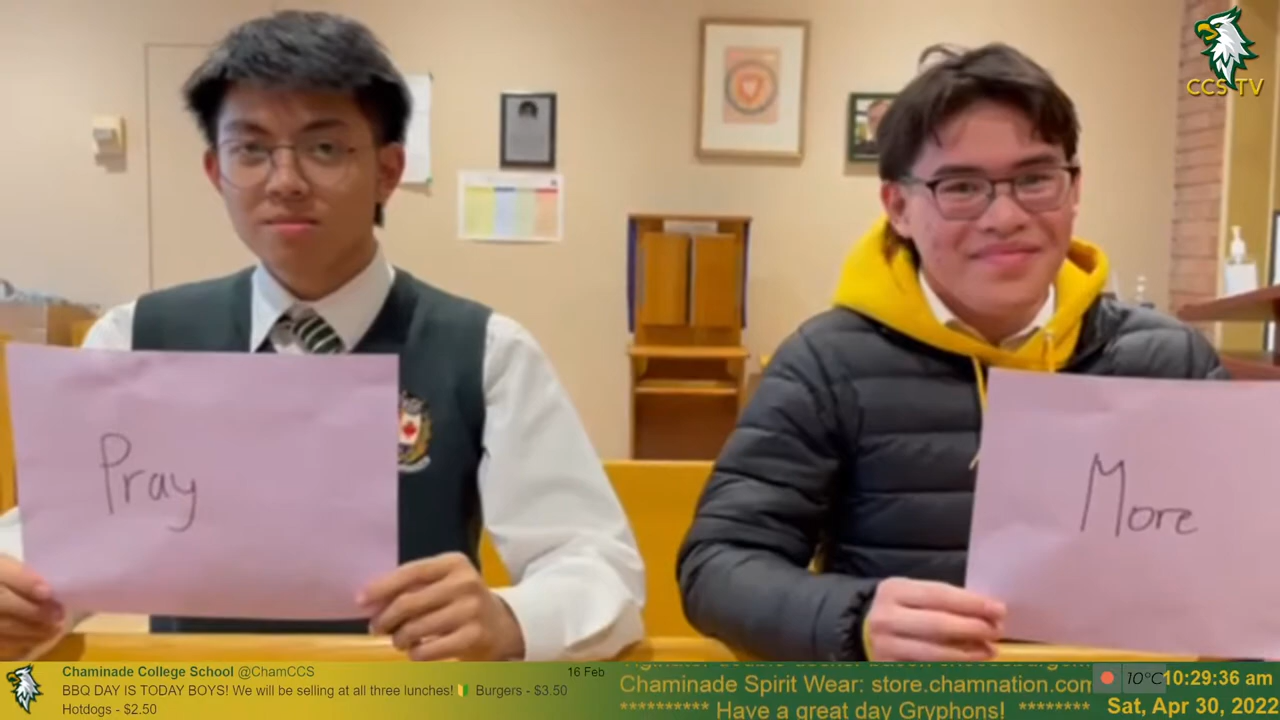 CCS TV
Pray
More
Chaminade College School @ChamCCS
16 Feb
BBQ DAY IS TODAY BOYS! We will be selling at all three lunches! Burgers - $3.50
Hotdogs - $2.50
Chaminade Spirit Wear: store.chamnation.com
********** Have a great day Gryphons! ********
10°C
10:29:36 am
Sat, Apr 30, 2022